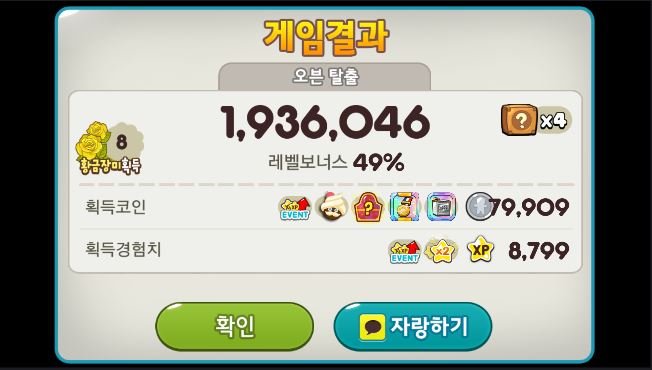 게임결과
오븐 탈출
1,936,046
8
황금장미획득
x4
레벨보너스 49%
획득코인
EVENT
?
79,909
획득경험치
EVENT
x2
XP
8,799
확인
자랑하기